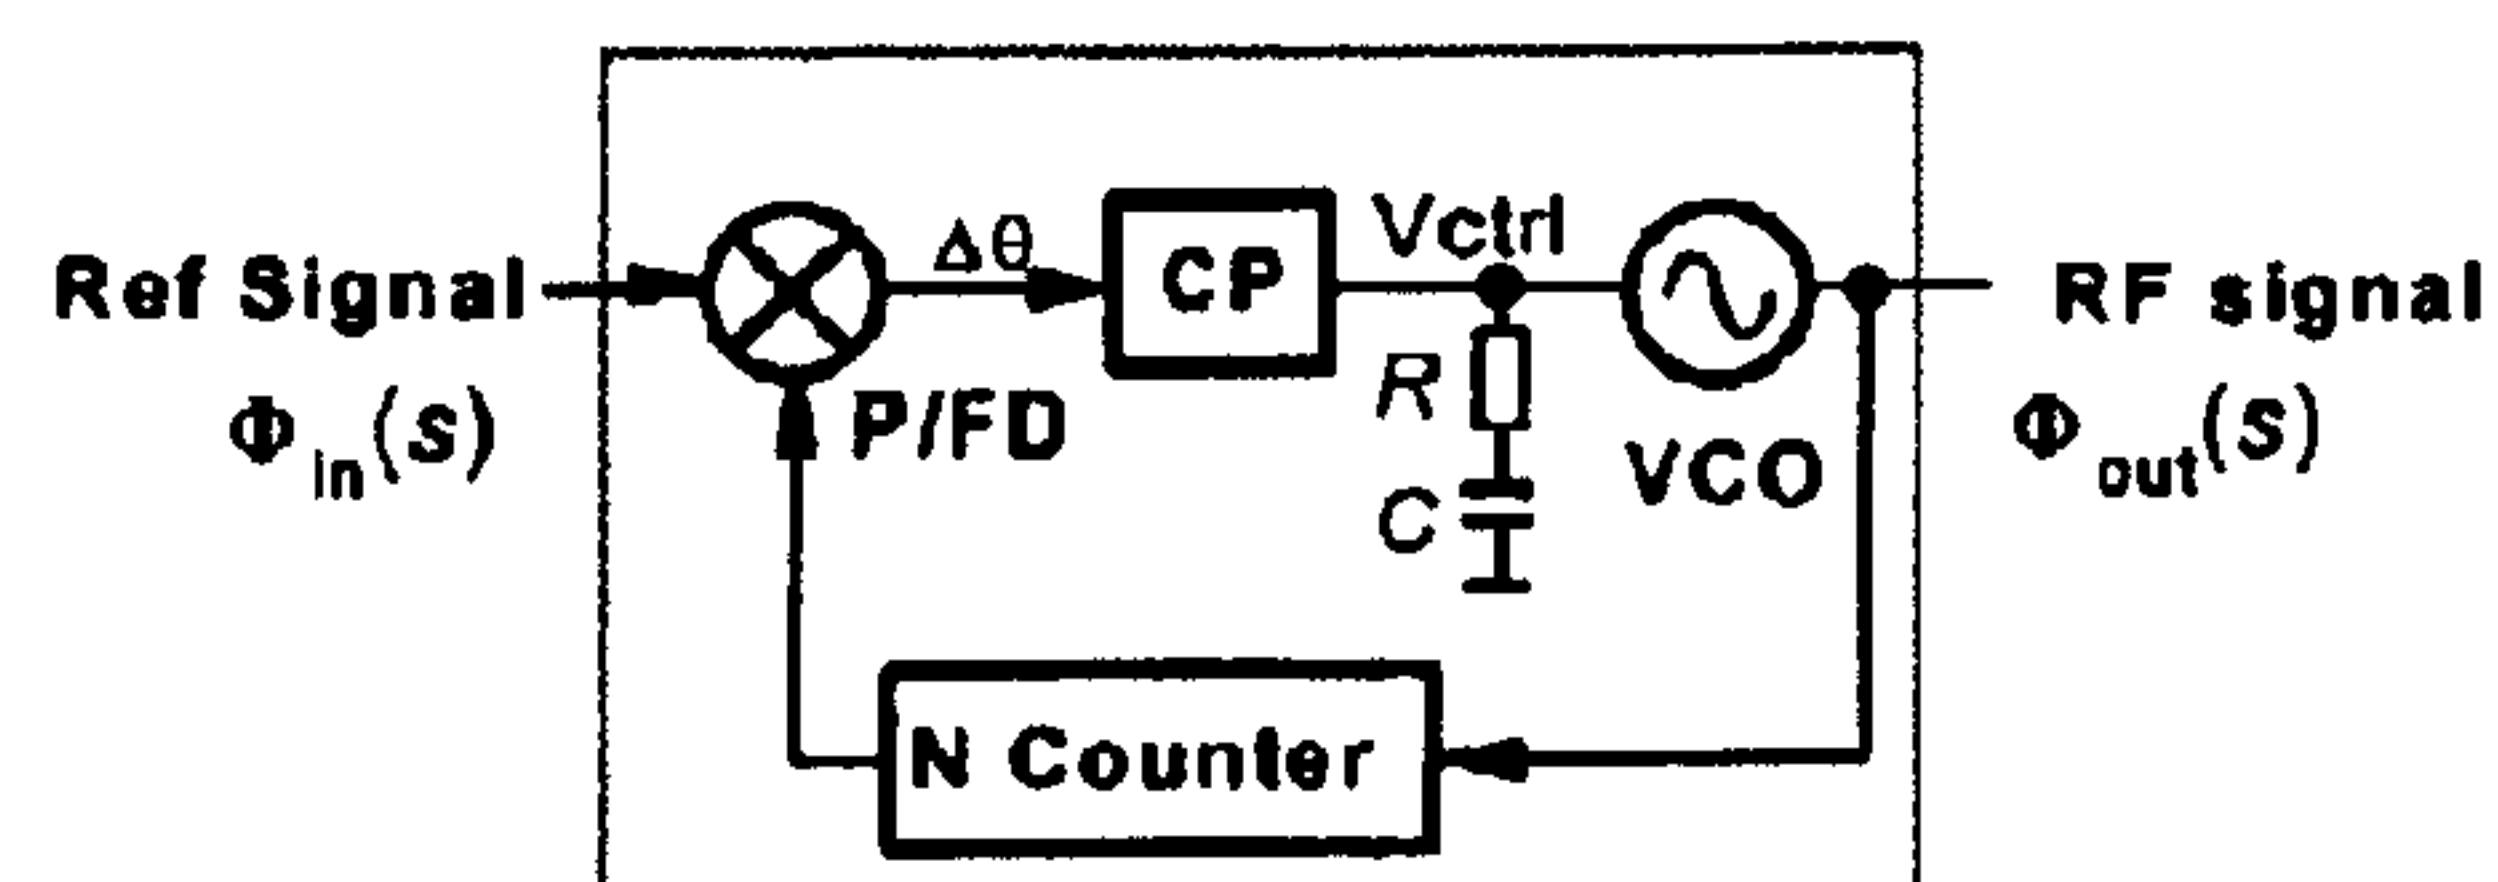 Ref Signal
Φin(s)
P/FD
Δθ
CP
Vctrl
R
C
VCO
RF signal
Φout(s)
N Counter